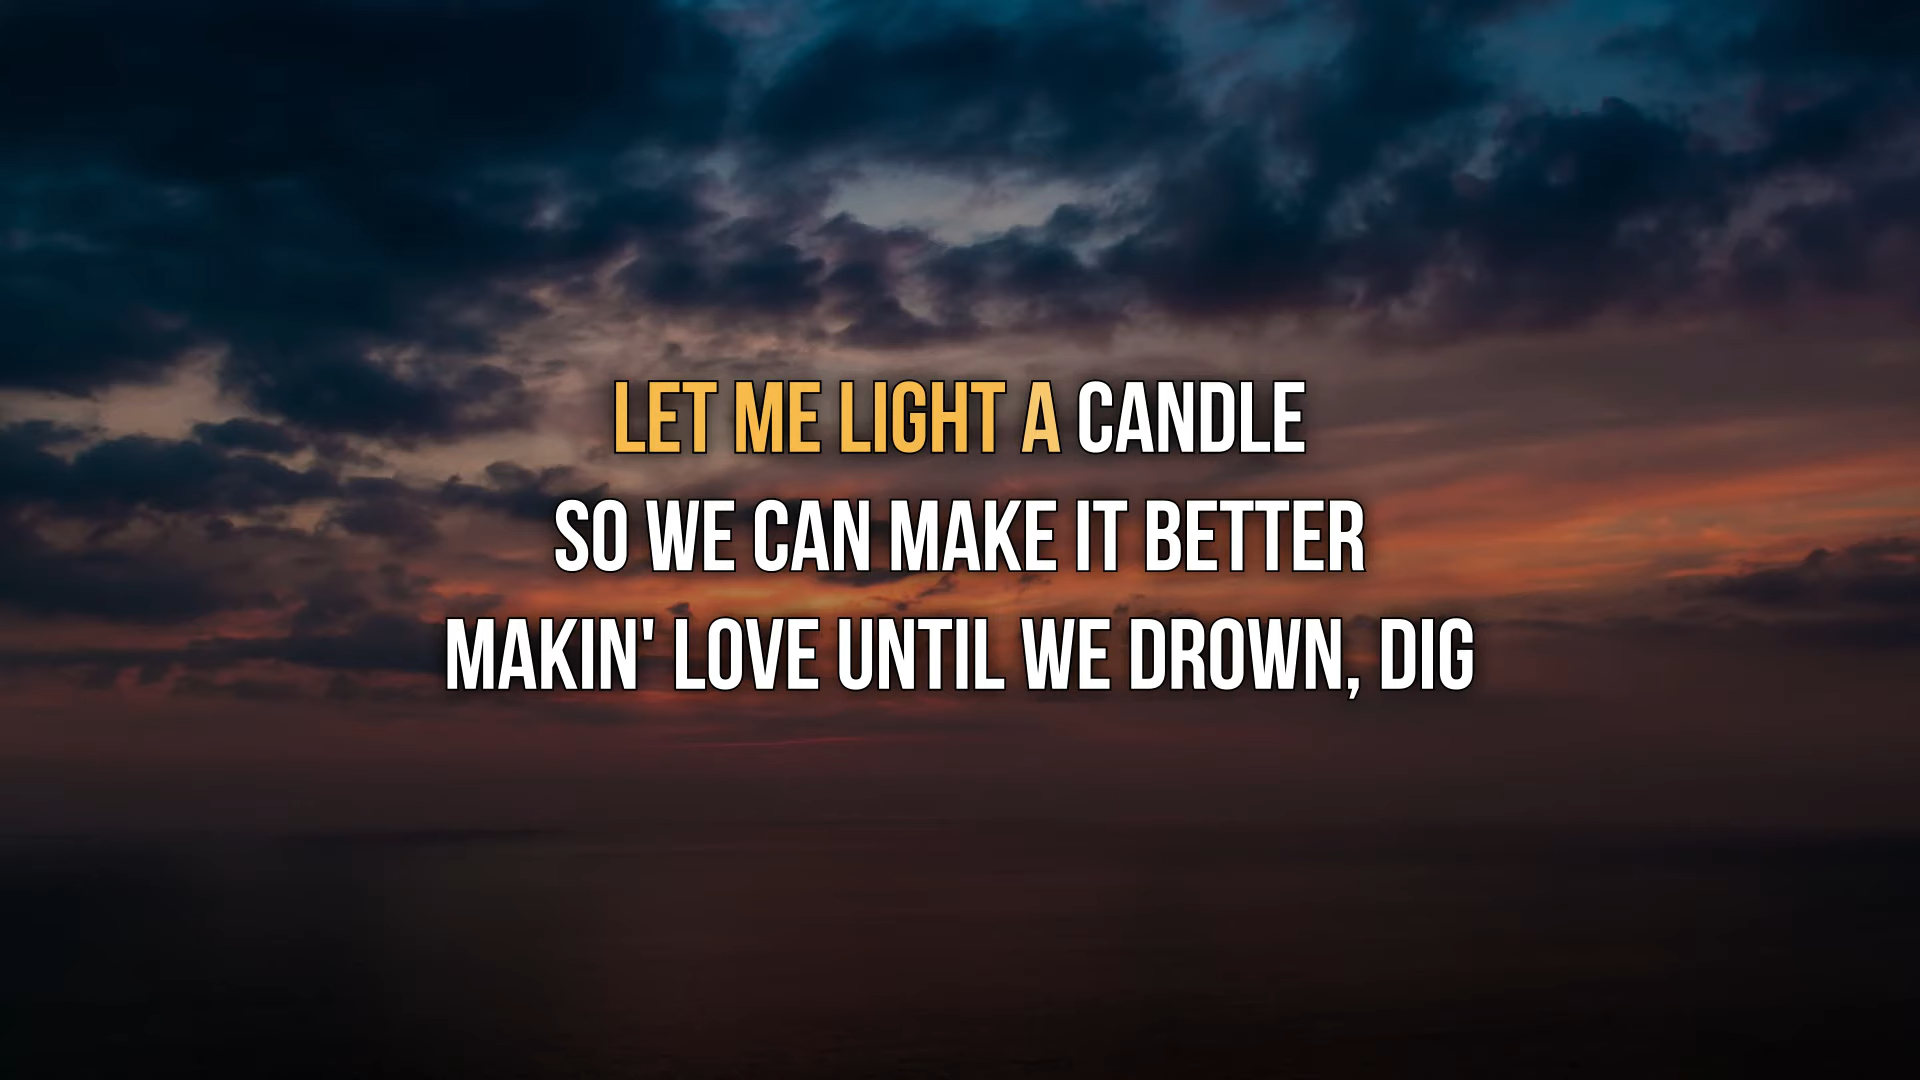 LET ME LIGHT A CANDLE
SO WE CAN MAKE IT BETTER
MAKIN' LOVE UNTIL WE DROWN, DIG